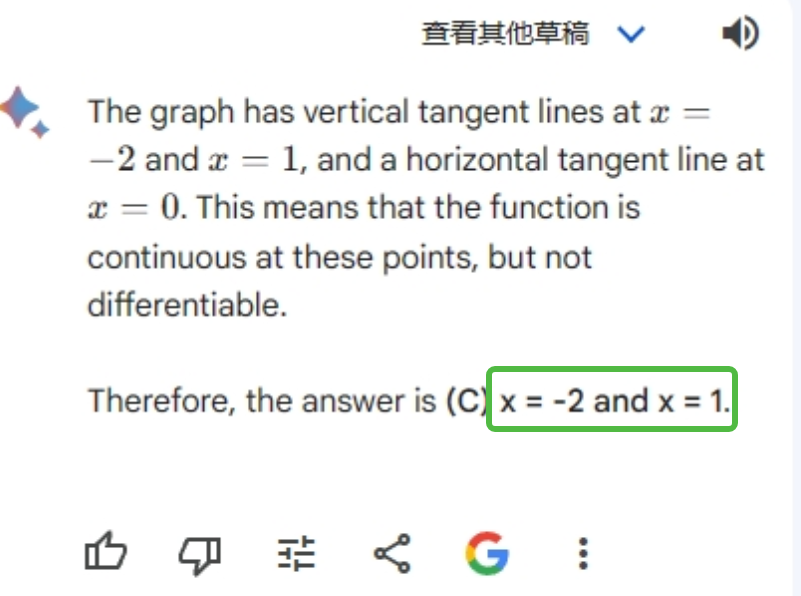 查看其他草稿
The graph has vertical tangent lines at x =
−2 and x = 1, and a horizontal tangent line at
x = 0. This means that the function is
continuous at these points, but not
differentiable.
Therefore, the answer is (C) x = -2 and x = 1.